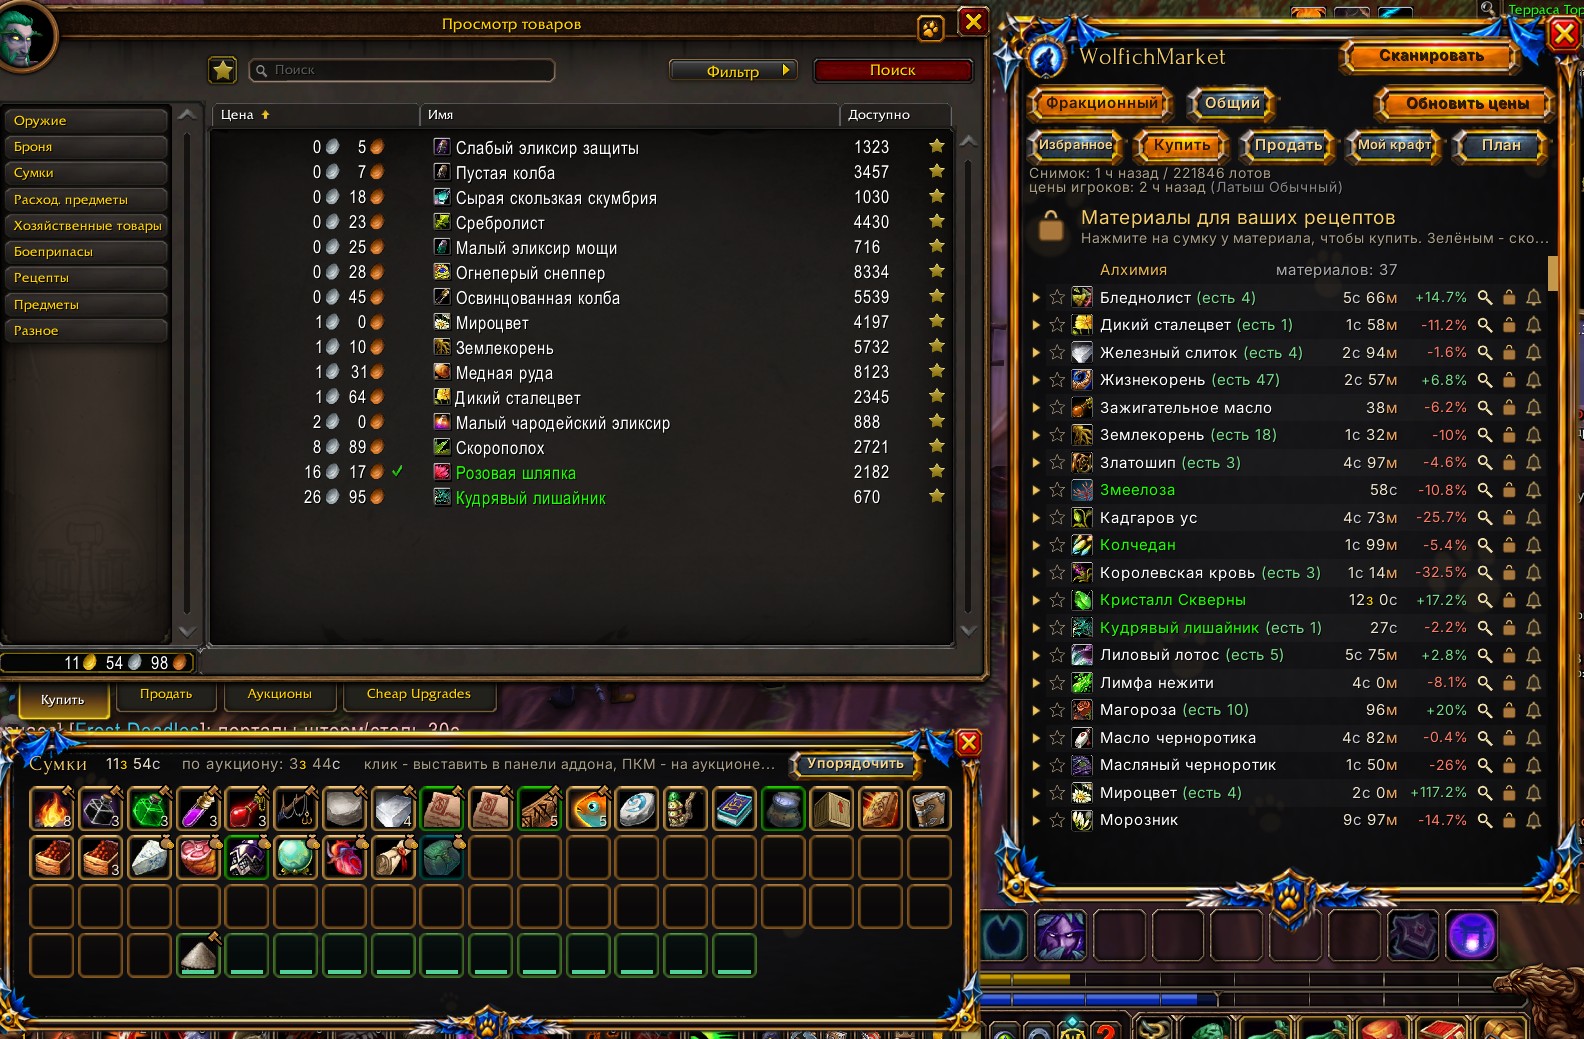 Просмотр товаров
Поиск
Фильтр
Поиск
Оружие
Броня
Сумки
Расход. предметы
Хозяйственные товары
Боеприпасы
Рецепты
Предметы
Разное
Цена Имя Доступно
0 5 Слабый эликсир защиты 1323
0 7 Пустая колба 3457
0 18 Сырая скользкая скумбрия 1030
0 23 Сребролист 4430
0 25 Малый эликсир мощи 716
0 28 Огнеперый снеппер 8334
0 45 Освинцованная колба 5539
1 0 Мироцвет 4197
1 10 Землекорень 5732
1 31 Медная руда 8123
1 64 Дикий сталецвет 2345
2 0 Малый чародейский эликсир 888
8 89 Скорополох 2721
16 17 Розовая шляпка 2182
26 95 Кудрявый лишайник 670
11 54 98
Купить Продать Аукционы Cheap Upgrades
Сумки 11з 54с по аукциону: 3з 44с клик - выставить в панели аддона, ПКМ - на аукционе... Упорядочить
8 3 3 3 3 4 5 5
3
Терраса Тор
WolfichMarket
Сканировать
Фракционный Общий Обновить цены
Избранное Купить Продать Мой крафт План
Снимок: 1 ч назад / 221846 лотов
цены игроков: 2 ч назад (Латыш Обычный)
Материалы для ваших рецептов
Нажмите на сумку у материала, чтобы купить. Зелёным - ско...
Алхимия материалов: 37
Бледнолист (есть 4) 5с 66м +14.7%
Дикий сталецвет (есть 1) 1с 58м -11.2%
Железный слиток (есть 4) 2с 94м -1.6%
Жизнекорень (есть 47) 2с 57м +6.8%
Зажигательное масло 38м -6.2%
Землекорень (есть 18) 1с 32м -10%
Златошип (есть 3) 4с 97м -4.6%
Змеелоза 58с -10.8%
Кадгаров ус 4с 73м -25.7%
Колчедан 1с 99м -5.4%
Королевская кровь (есть 3) 1с 14м -32.5%
Кристалл Скверны 12з 0с +17.2%
Кудрявый лишайник (есть 1) 27с -2.2%
Лиловый лотос (есть 5) 5с 75м +2.8%
Лимфа нежити 4с 0м -8.1%
Магороза (есть 10) 96м +20%
Масло черноротика 4с 82м -0.4%
Масляный черноротик 1с 50м -26%
Мироцвет (есть 4) 2с 0м +117.2%
Морозник 9с 97м -14.7%